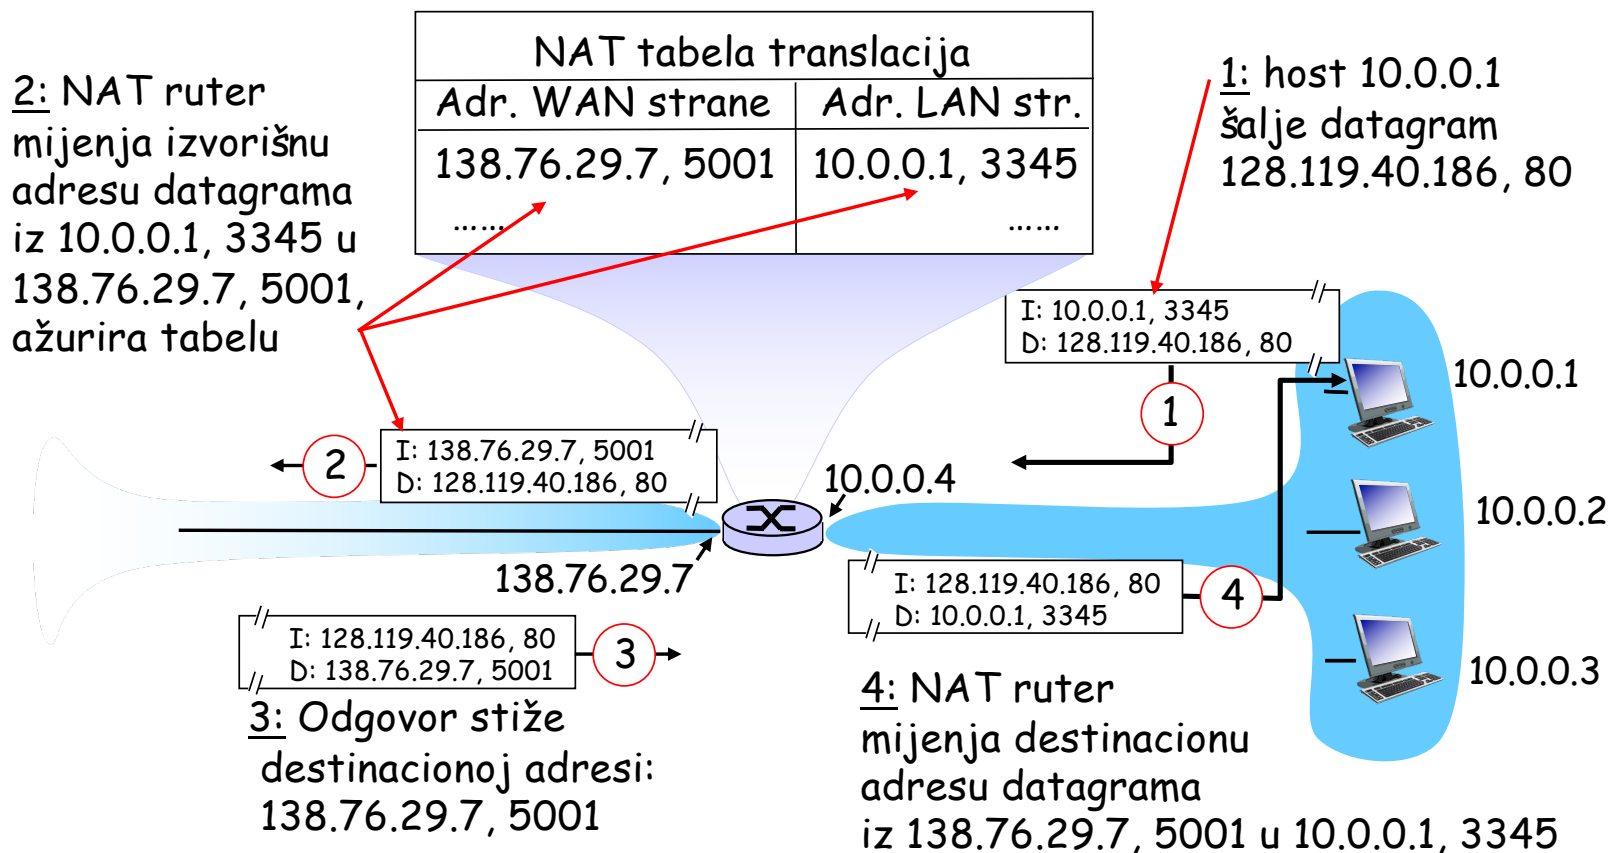 NAT tabela translacija
Adr. WAN strane Adr. LAN str.
138.76.29.7, 5001 10.0.0.1, 3345
...... ......
2: NAT ruter
mijenja izvorišnu
adresu datagrama
iz 10.0.0.1, 3345 u
138.76.29.7, 5001,
ažurira tabelu
1: host 10.0.0.1
šalje datagram
128.119.40.186, 80
I: 10.0.0.1, 3345
D: 128.119.40.186, 80
1
10.0.0.1
I: 138.76.29.7, 5001
D: 128.119.40.186, 80
2
10.0.0.4
10.0.0.2
138.76.29.7
I: 128.119.40.186, 80
D: 10.0.0.1, 3345
4
I: 128.119.40.186, 80
D: 138.76.29.7, 5001
3
10.0.0.3
3: Odgovor stiže
destinacionoj adresi:
138.76.29.7, 5001
4: NAT ruter
mijenja destinacionu
adresu datagrama
iz 138.76.29.7, 5001 u 10.0.0.1, 3345